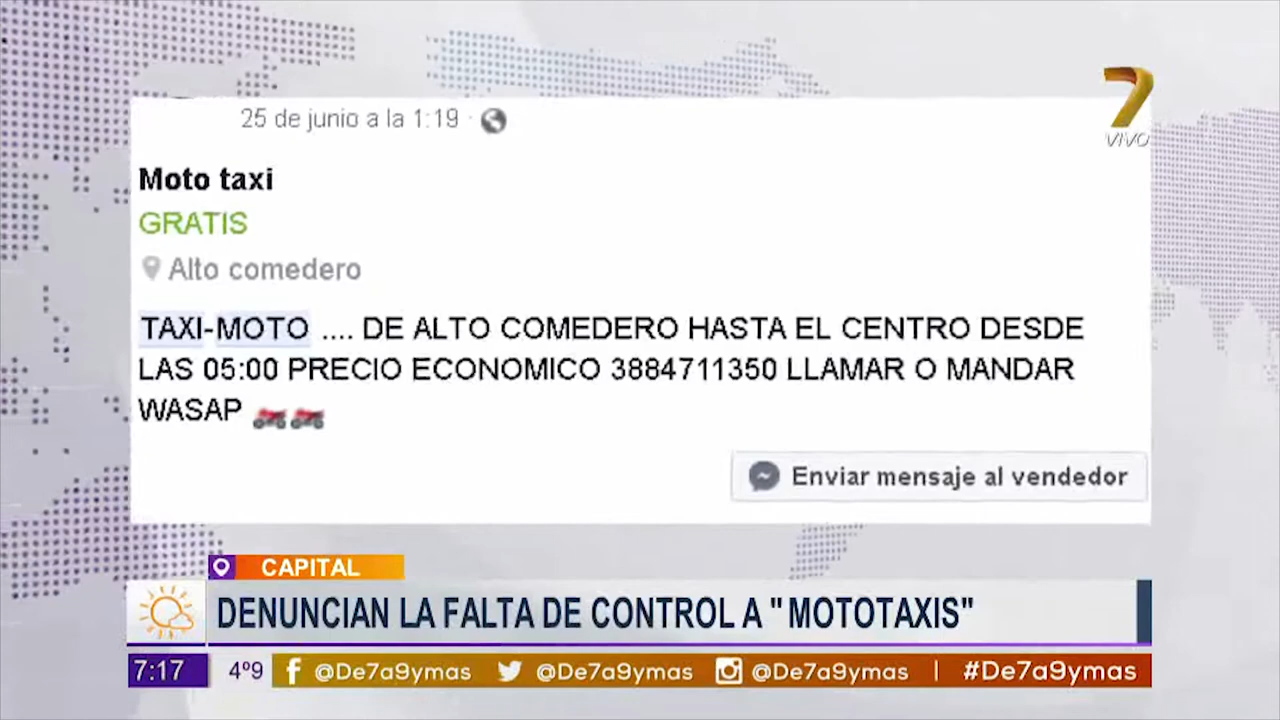 7
VIVO
25 de junio a la 1:19 ·
Moto taxi
GRATIS
Alto comedero
TAXI-MOTO .... DE ALTO COMEDERO HASTA EL CENTRO DESDE
LAS 05:00 PRECIO ECONOMICO 3884711350 LLAMAR O MANDAR
WASAP
Enviar mensaje al vendedor
CAPITAL
DENUNCIAN LA FALTA DE CONTROL A " MOTOTAXIS"
7:17 4º9 @De7a9ymas @De7a9ymas @De7a9ymas | #De7a9ymas